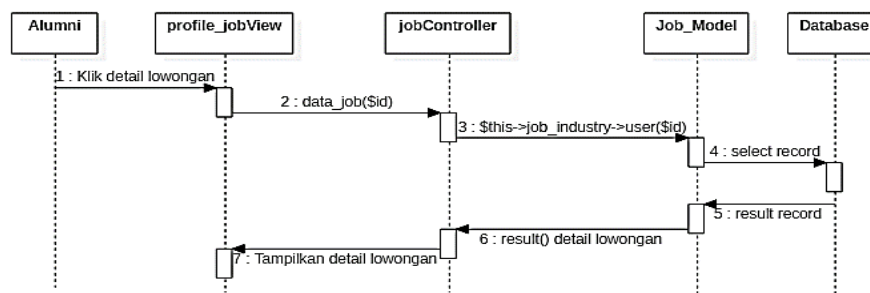 Alumni
profile_jobView
jobController
Job_Model
Database
1 : Klik detail lowongan
2 : data_job($id)
3 : $this->job_industry->user($id)
4 : select record
5 : result record
6 : result() detail lowongan
7 : Tampilkan detail lowongan